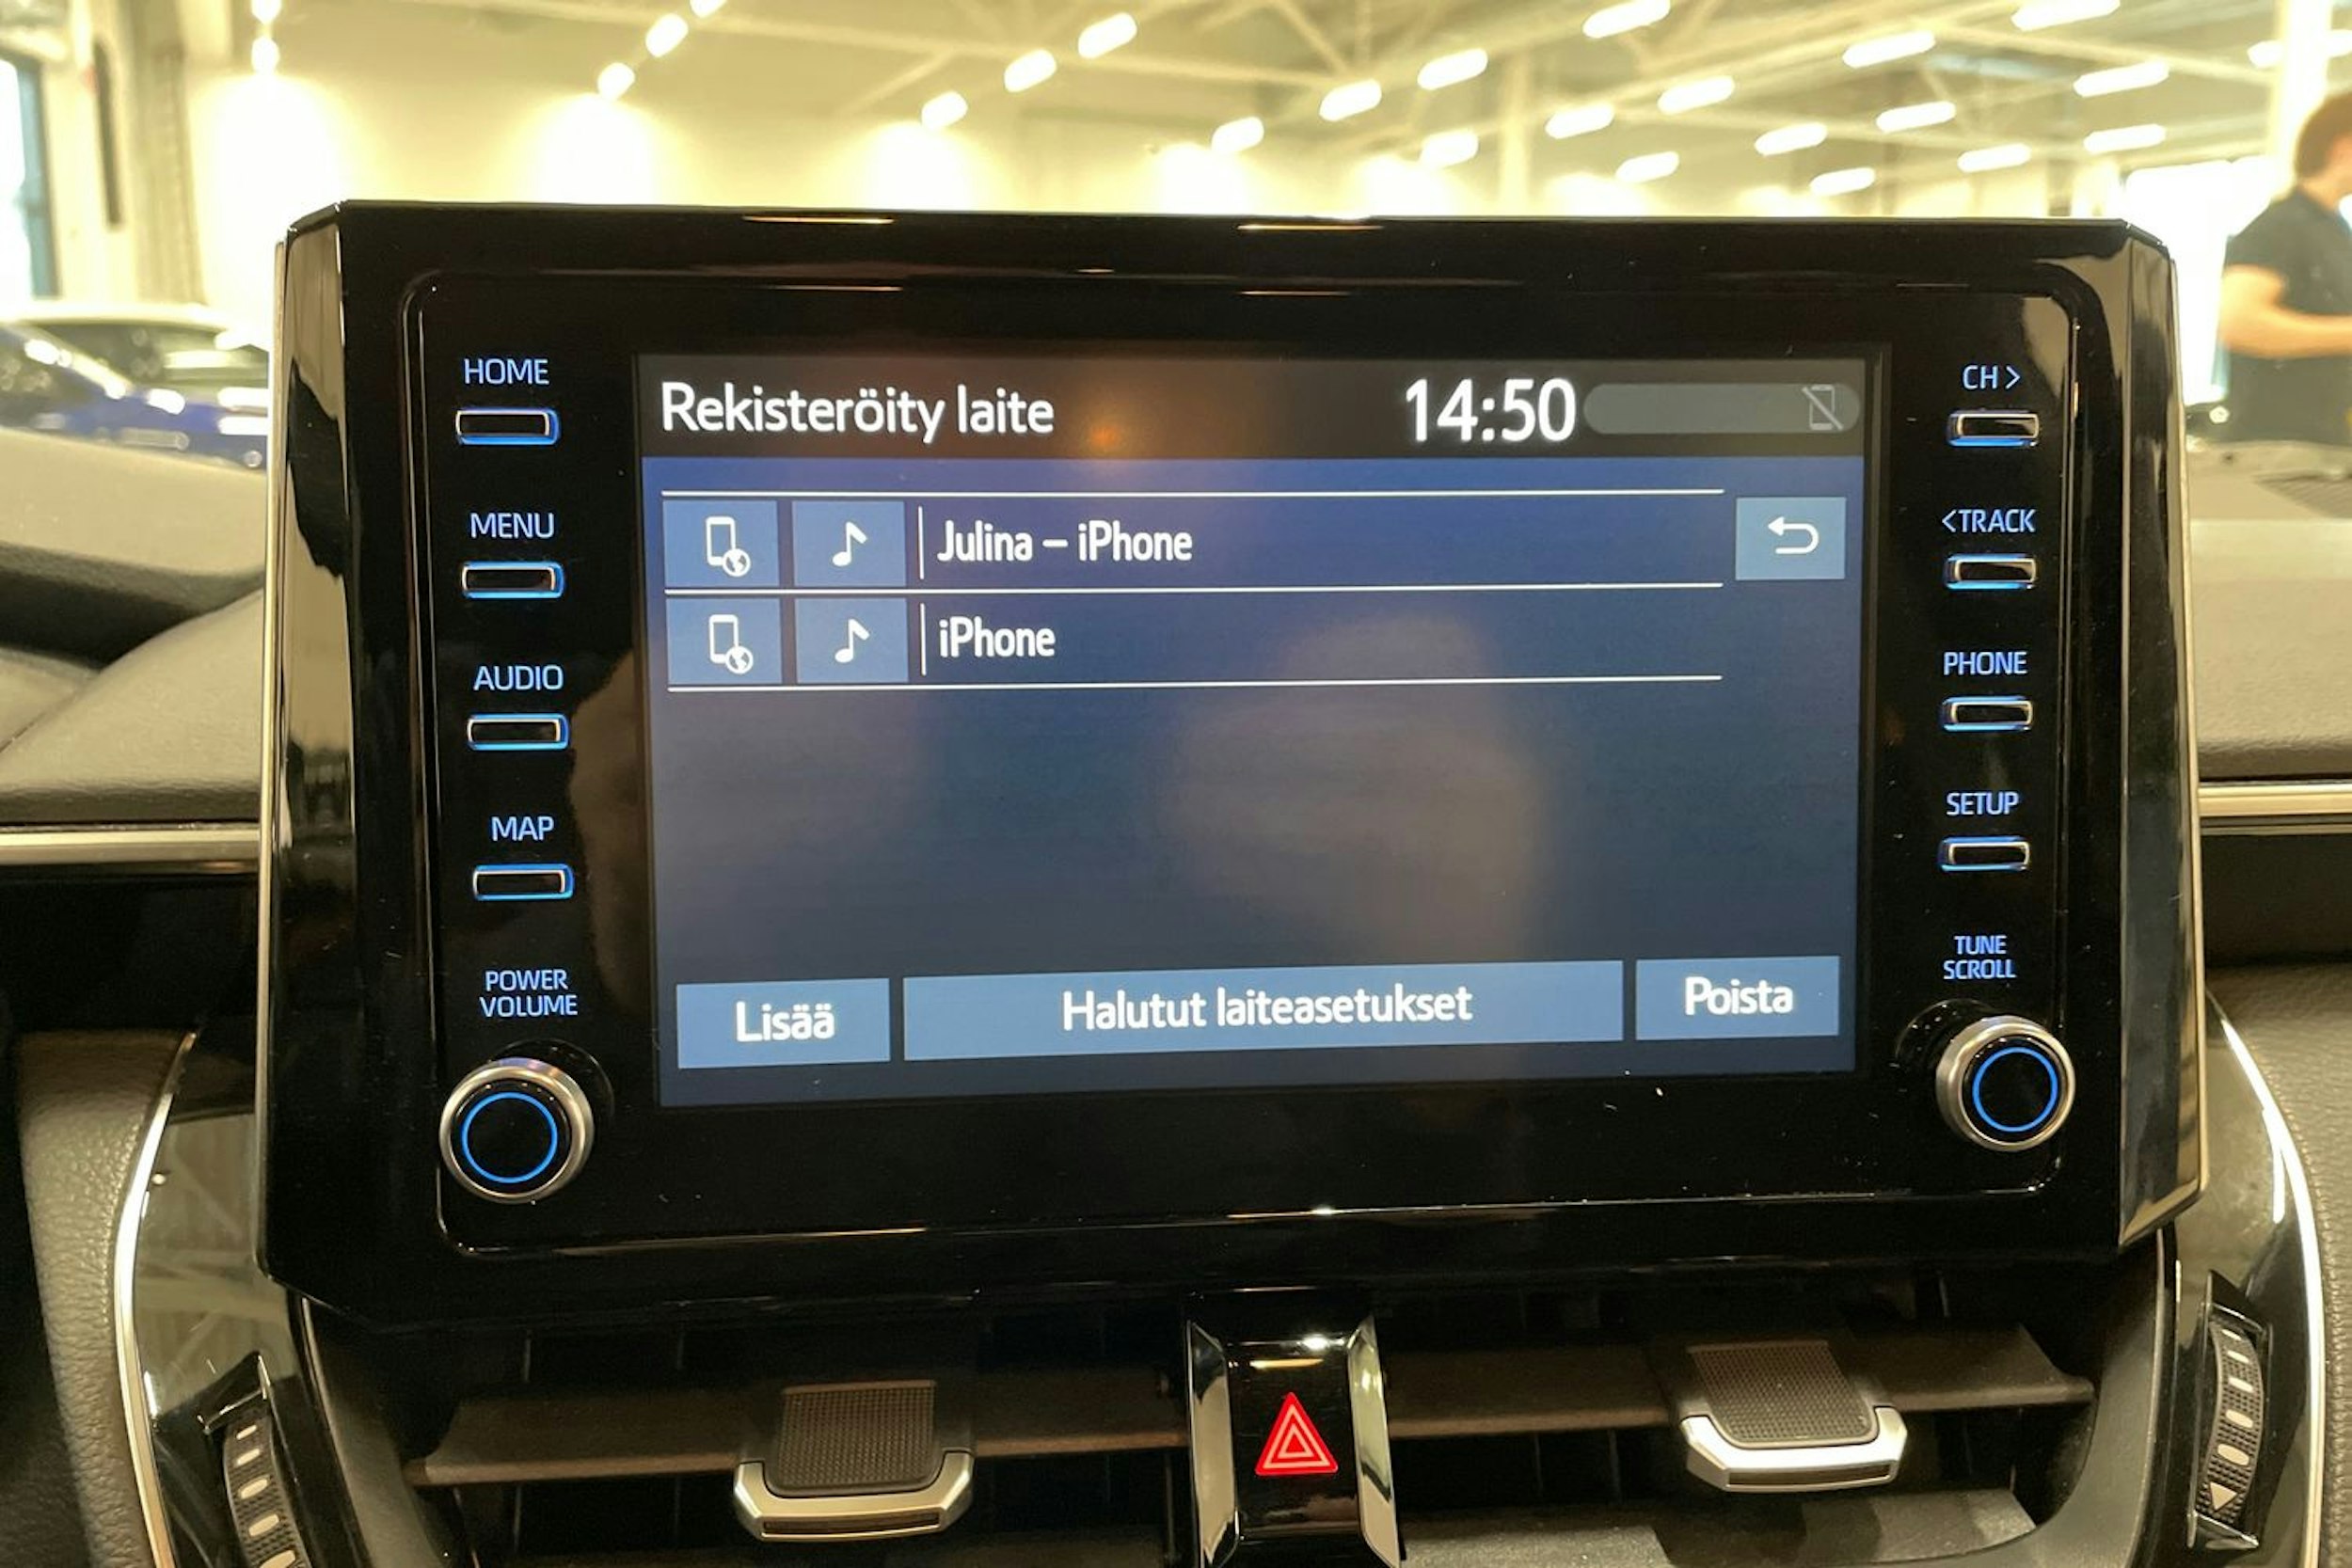 HOME
MENU
AUDIO
MAP
POWER
VOLUME
Rekisteröity laite 14:50
Julina – iPhone
iPhone
Lisää Halutut laiteasetukset Poista
CH >
< TRACK
PHONE
SETUP
TUNE
SCROLL